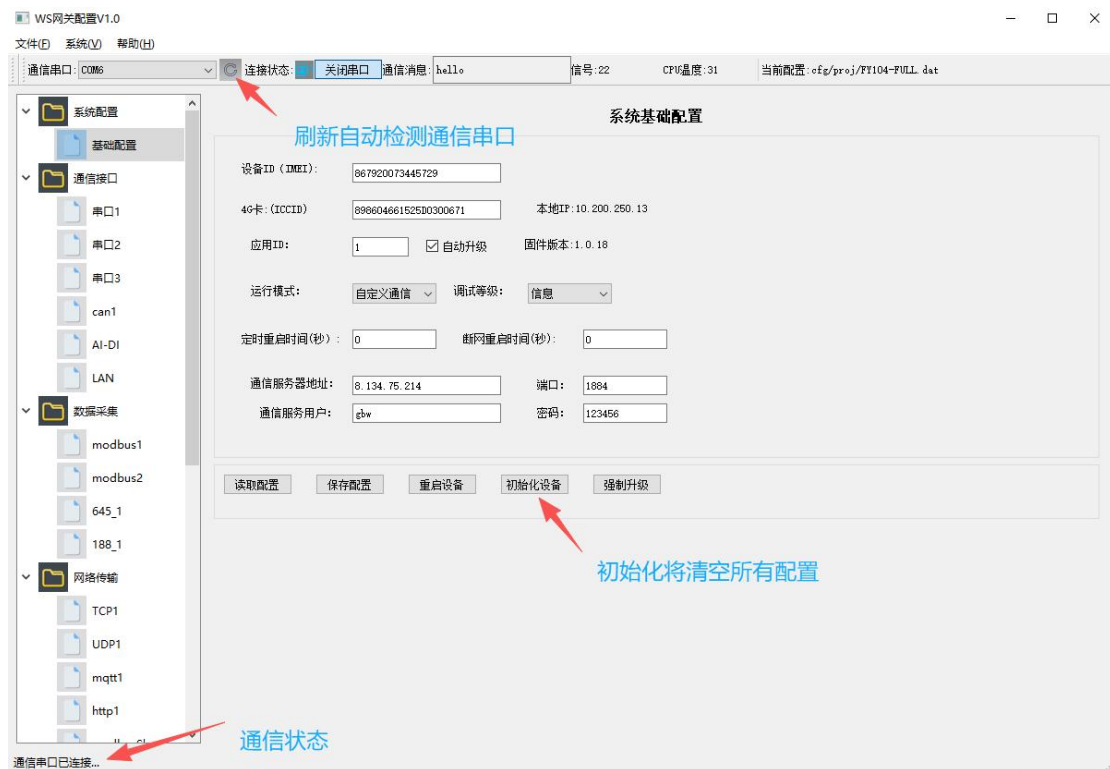 WS网关配置V1.0
文件(F) 系统(V) 帮助(H)
通信串口: COM6 连接状态: 关闭串口 通信消息: hello 信号:22 CPU温度:31 当前配置:cfg/proj/FY104-FULL.dat
刷新自动检测通信串口
系统配置
基础配置
通信接口
串口1
串口2
串口3
can1
AI-DI
LAN
数据采集
modbus1
modbus2
645_1
188_1
网络传输
TCP1
UDP1
mqtt1
http1
系统基础配置
设备ID (IMEI): 867920073445729
4G卡:(ICCID) 898604661525D0300671 本地IP:10.200.250.13
应用ID: 1 自动升级 固件版本:1.0.18
运行模式: 自定义通信 调试等级: 信息
定时重启时间(秒): 0 断网重启时间(秒): 0
通信服务器地址: 8.134.75.214 端口: 1884
通信服务用户: gbw 密码: 123456
读取配置 保存配置 重启设备 初始化设备 强制升级
初始化将清空所有配置
通信状态
通信串口已连接...